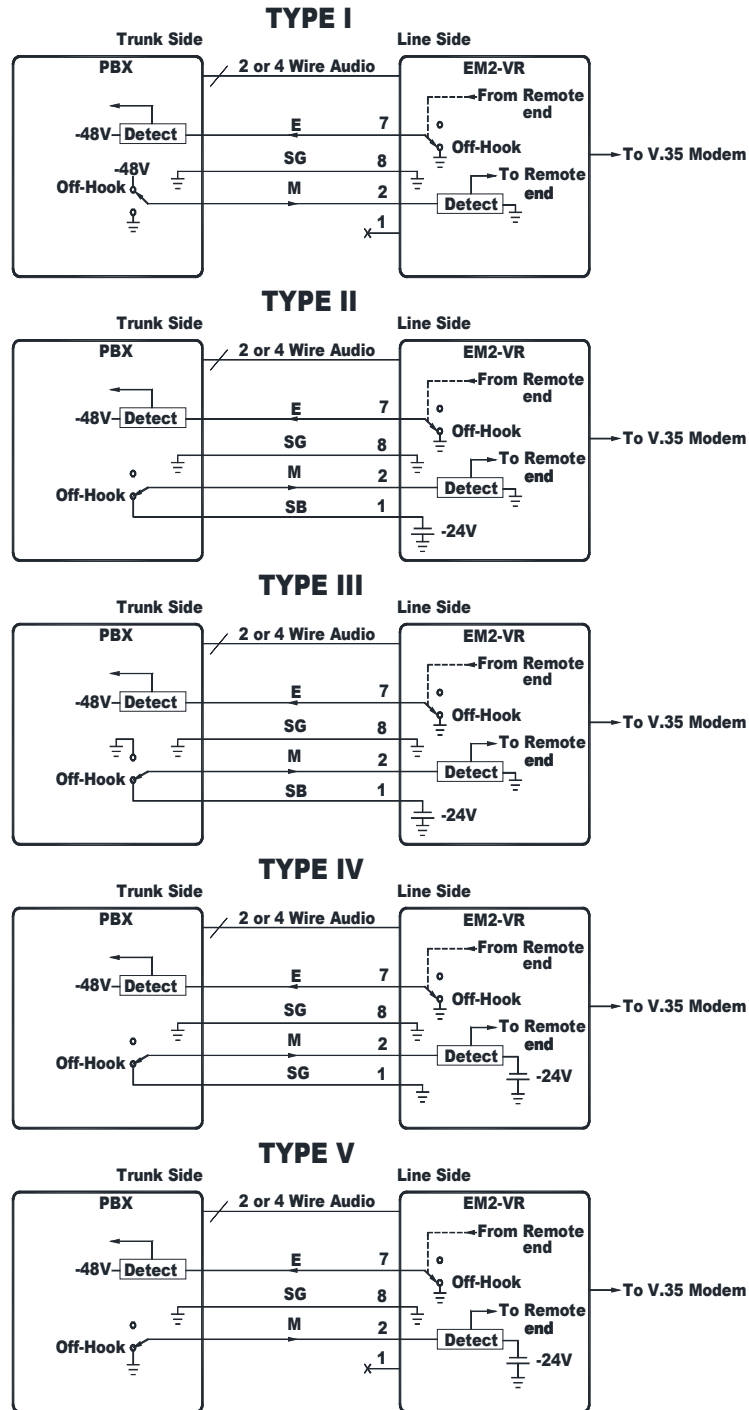 TYPE I
Trunk Side Line Side
PBX 2 or 4 Wire Audio EM2-VR
From Remote
end
-48V Detect E 7
Off-Hook
To V.35 Modem
SG 8
-48V
Off-Hook
M 2
To Remote
end
Detect
1
TYPE II
Trunk Side Line Side
PBX 2 or 4 Wire Audio EM2-VR
From Remote
end
-48V Detect E 7
Off-Hook
To V.35 Modem
SG 8
M 2
To Remote
end
Detect
Off-Hook
SB 1
-24V
TYPE III
Trunk Side Line Side
PBX 2 or 4 Wire Audio EM2-VR
From Remote
end
-48V Detect E 7
Off-Hook
To V.35 Modem
SG 8
M 2
To Remote
end
Detect
Off-Hook
SB 1
-24V
TYPE IV
Trunk Side Line Side
PBX 2 or 4 Wire Audio EM2-VR
From Remote
end
-48V Detect E 7
Off-Hook
To V.35 Modem
SG 8
M 2
To Remote
end
Detect
Off-Hook
SG 1
-24V
TYPE V
Trunk Side Line Side
PBX 2 or 4 Wire Audio EM2-VR
From Remote
end
-48V Detect E 7
Off-Hook
To V.35 Modem
SG 8
M 2
To Remote
end
Detect
Off-Hook
1
-24V